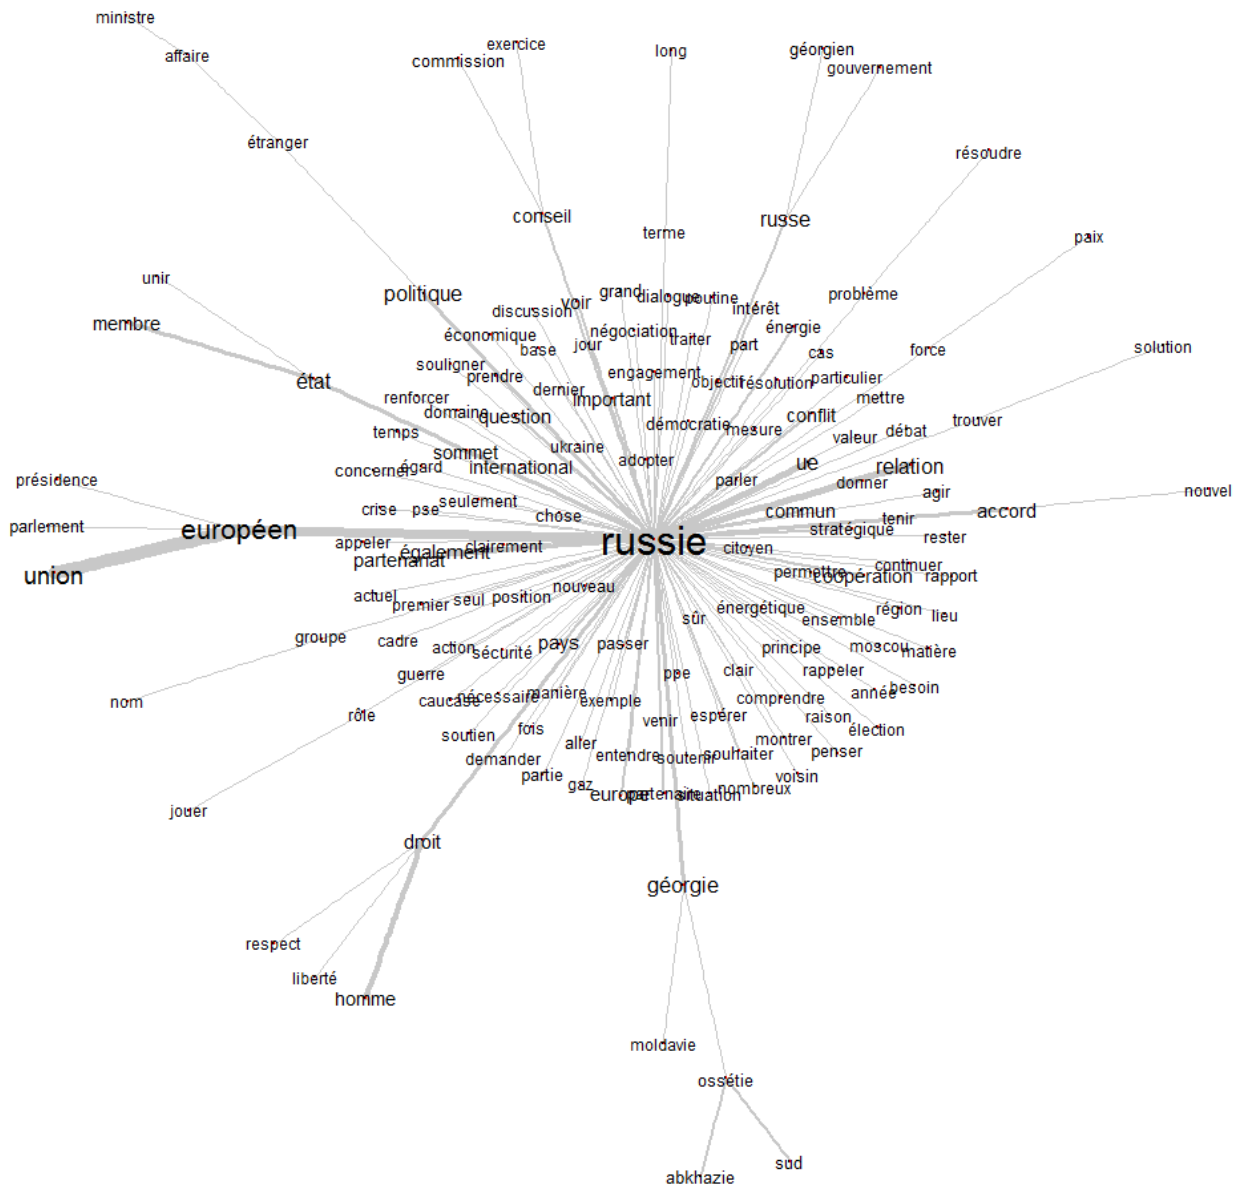 ministre
exercice
géorgien
long
affaire
commission
gouvernement
étranger
résoudre
conseil
russe
terme
paix
unir
politique
grand
dialogue
poutine
problème
voir
discussion
intérêt
membre
énergie
négociation
économique
traiter
jour
part
base
force
solution
cas
souligner
engagement
prendre
particulier
état
objectif
résolution
dernier
renforcer
important
mettre
domaine
question
conflit
trouver
démocratie
mesure
temps
débat
valeur
ukraine
sommet
adopter
ue
international
égard
relation
concerner
présidence
parler
donner
agir
nouvel
seulement
crise
pse
commun
accord
chose
tenir
parlement
européen
stratégique
rester
appeler
russie
clairement
citoyen
également
partenariat
continuer
permettre
union
coopération
rapport
nouveau
actuel
position
premier
seul
énergétique
région
lieu
sûr
ensemble
groupe
cadre
action
pays
passer
principe
moscou
matière
sécurité
guerre
ppe
clair
rappeler
besoin
nécessaire
manière
année
nom
caucase
exemple
comprendre
rôle
espérer
raison
venir
fois
élection
soutien
aller
montrer
penser
demander
entendre
soutenir
souhaiter
partie
voisin
gaz
nombreux
europe
partenaire
situation
jouer
droit
géorgie
respect
liberté
homme
moldavie
ossétie
sud
abkhazie